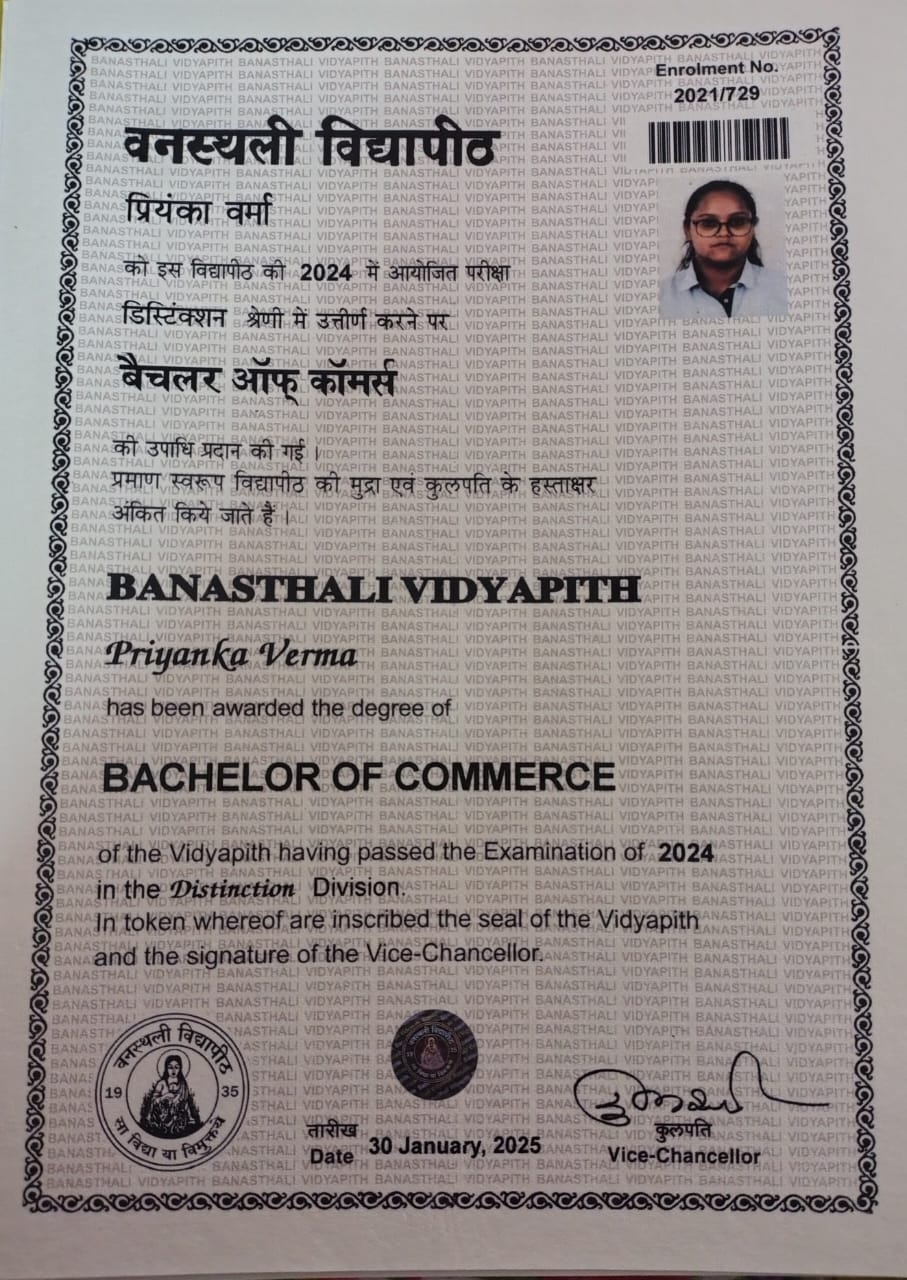 Enrolment No.
2021/729
वनस्थली विद्यापीठ
प्रियंका वर्मा
को इस विद्यापीठ की 2024 में आयोजित परीक्षा
डिस्टिंक्शन श्रेणी में उत्तीर्ण करने पर
बैचलर ऑफ् कॉमर्स
की उपाधि प्रदान की गई।
प्रमाण स्वरूप विद्यापीठ की मुद्रा एवं कुलपति के हस्ताक्षर
अंकित किये जाते हैं।
BANASTHALI VIDYAPITH
Priyanka Verma
has been awarded the degree of
BACHELOR OF COMMERCE
of the Vidyapith having passed the Examination of 2024
in the Distinction Division.
In token whereof are inscribed the seal of the Vidyapith
and the signature of the Vice-Chancellor.
वनस्थली विद्यापीठ
19 35
सा विद्या या विमुक्तये
तारीख
Date 30 January, 2025
कुलपति
Vice-Chancellor